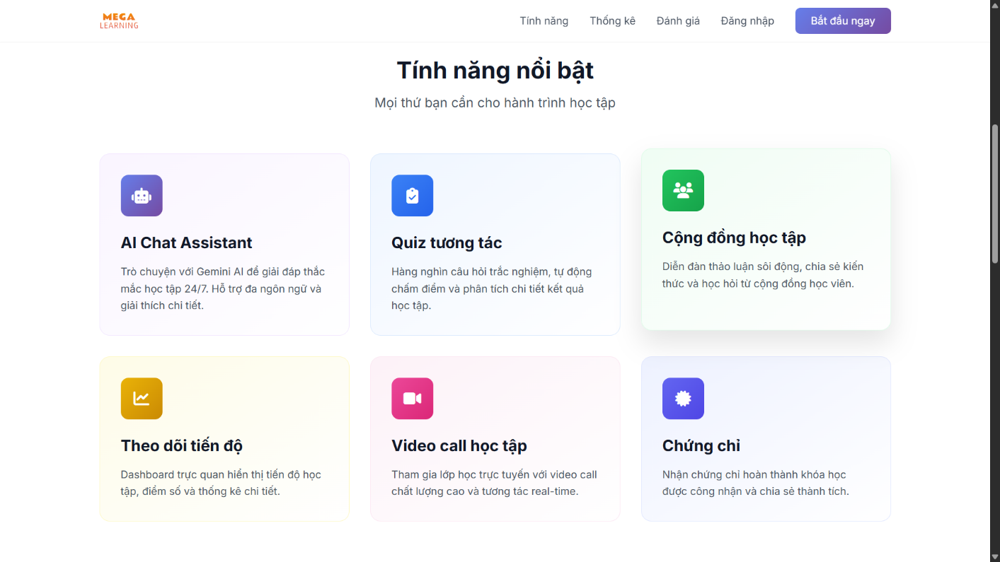 MEGA
LEARNING
Tính năng
Thống kê
Đánh giá
Đăng nhập
Bắt đầu ngay
Tính năng nổi bật
Mọi thứ bạn cần cho hành trình học tập
AI Chat Assistant
Trò chuyện với Gemini AI để giải đáp thắc
mắc học tập 24/7. Hỗ trợ đa ngôn ngữ và
giải thích chi tiết.
Quiz tương tác
Hàng nghìn câu hỏi trắc nghiệm, tự động
chấm điểm và phân tích chi tiết kết quả
học tập.
Cộng đồng học tập
Diễn đàn thảo luận sôi động, chia sẻ kiến
thức và học hỏi từ cộng đồng học viên.
Theo dõi tiến độ
Dashboard trực quan hiển thị tiến độ học
tập, điểm số và thống kê chi tiết.
Video call học tập
Tham gia lớp học trực tuyến với video call
chất lượng cao và tương tác real-time.
Chứng chỉ
Nhận chứng chỉ hoàn thành khóa học
được công nhận và chia sẻ thành tích.